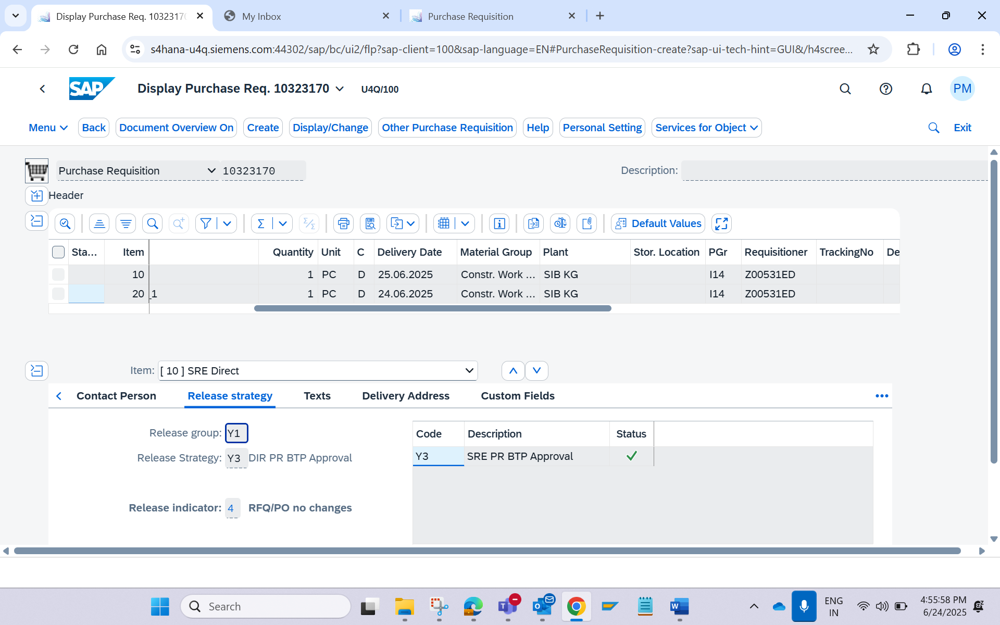 Display Purchase Req. 1032317
My Inbox
Purchase Requisition
s4hana-u4q.siemens.com:44302/sap/bc/ui2/flp?sap-client=100&sap-language=EN#PurchaseRequisition-create?sap-ui-tech-hint=GUI&/h4scree...
SAP Display Purchase Req. 10323170 U4Q/100 PM
Menu Back Document Overview On Create Display/Change Other Purchase Requisition Help Personal Setting Services for Object Exit
Purchase Requisition 10323170 Description:
Header
Default Values
Sta... Item Quantity Unit C Delivery Date Material Group Plant Stor. Location PGr Requisitioner TrackingNo De
10 1 PC D 25.06.2025 Constr. Work ... SIB KG I14 Z00531ED
20 _1 1 PC D 24.06.2025 Constr. Work ... SIB KG I14 Z00531ED
Item: [ 10 ] SRE Direct
Contact Person Release strategy Texts Delivery Address Custom Fields
Release group: Y1
Release Strategy: Y3 DIR PR BTP Approval
Release indicator: 4 RFQ/PO no changes
Code Description Status
Y3 SRE PR BTP Approval
Search
ENG
IN
4:55:58 PM
6/24/2025